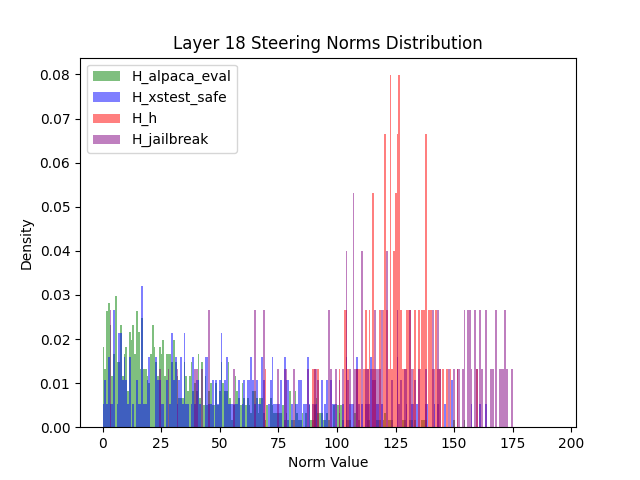 Layer 18 Steering Norms Distribution
H_alpaca_eval
H_xstest_safe
H_h
H_jailbreak
0.08
0.07
0.06
0.05
0.04
0.03
0.02
0.01
0.00
Density
0 25 50 75 100 125 150 175 200
Norm Value